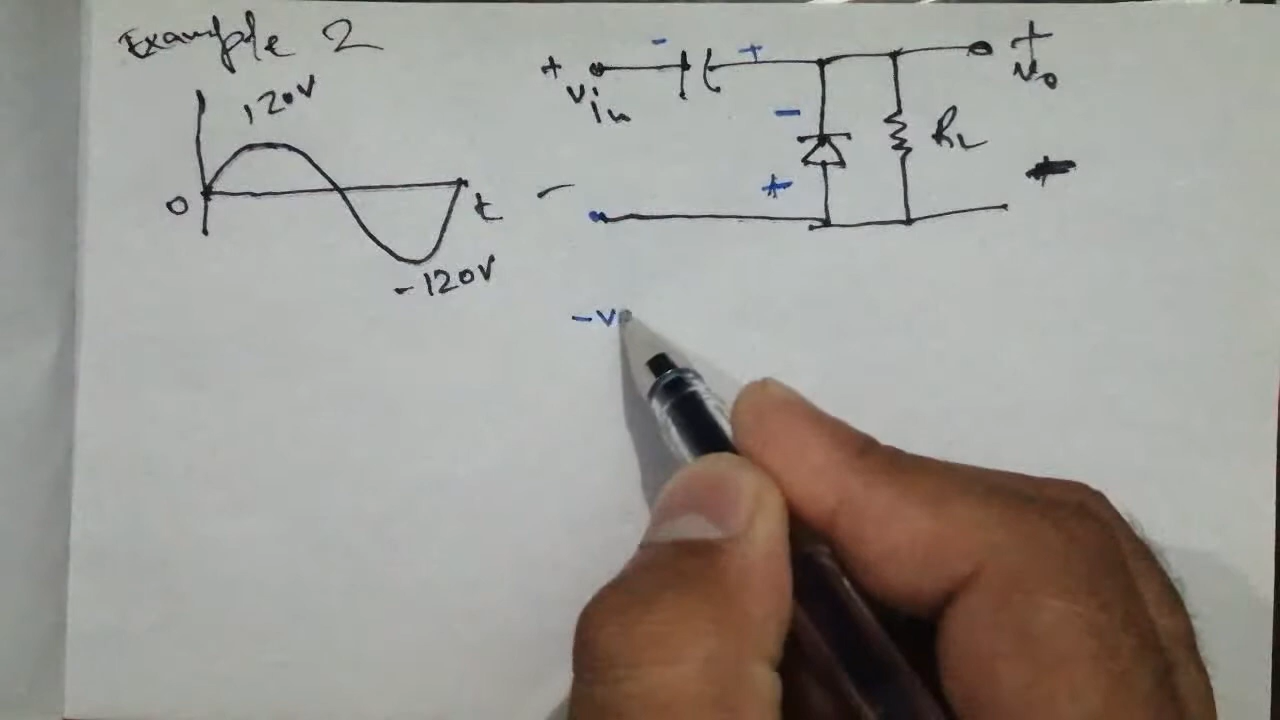 Example 2
120V
0
t
-120V
- +
+
Vin
-
+
-
RL
+
Vo
-V